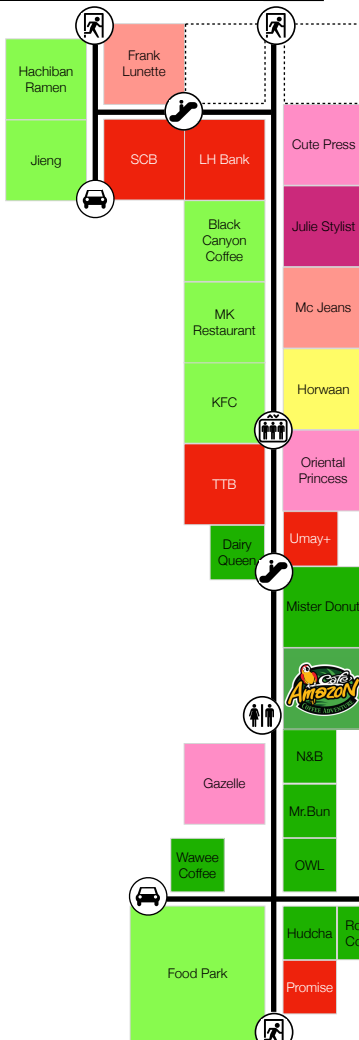 Frank
Lunette
Hachiban
Ramen
Jieng
SCB
LH Bank
Cute Press
Julie Stylist
Black
Canyon
Coffee
Mc Jeans
MK
Restaurant
Horwaan
KFC
Oriental
Princess
TTB
Umay+
Dairy
Queen
Mister Donut
Café
Amazon
COFFEE ADVENTURE
N&B
Gazelle
Mr.Bun
Wawee
Coffee
OWL
Hudcha
Food Park
Promise